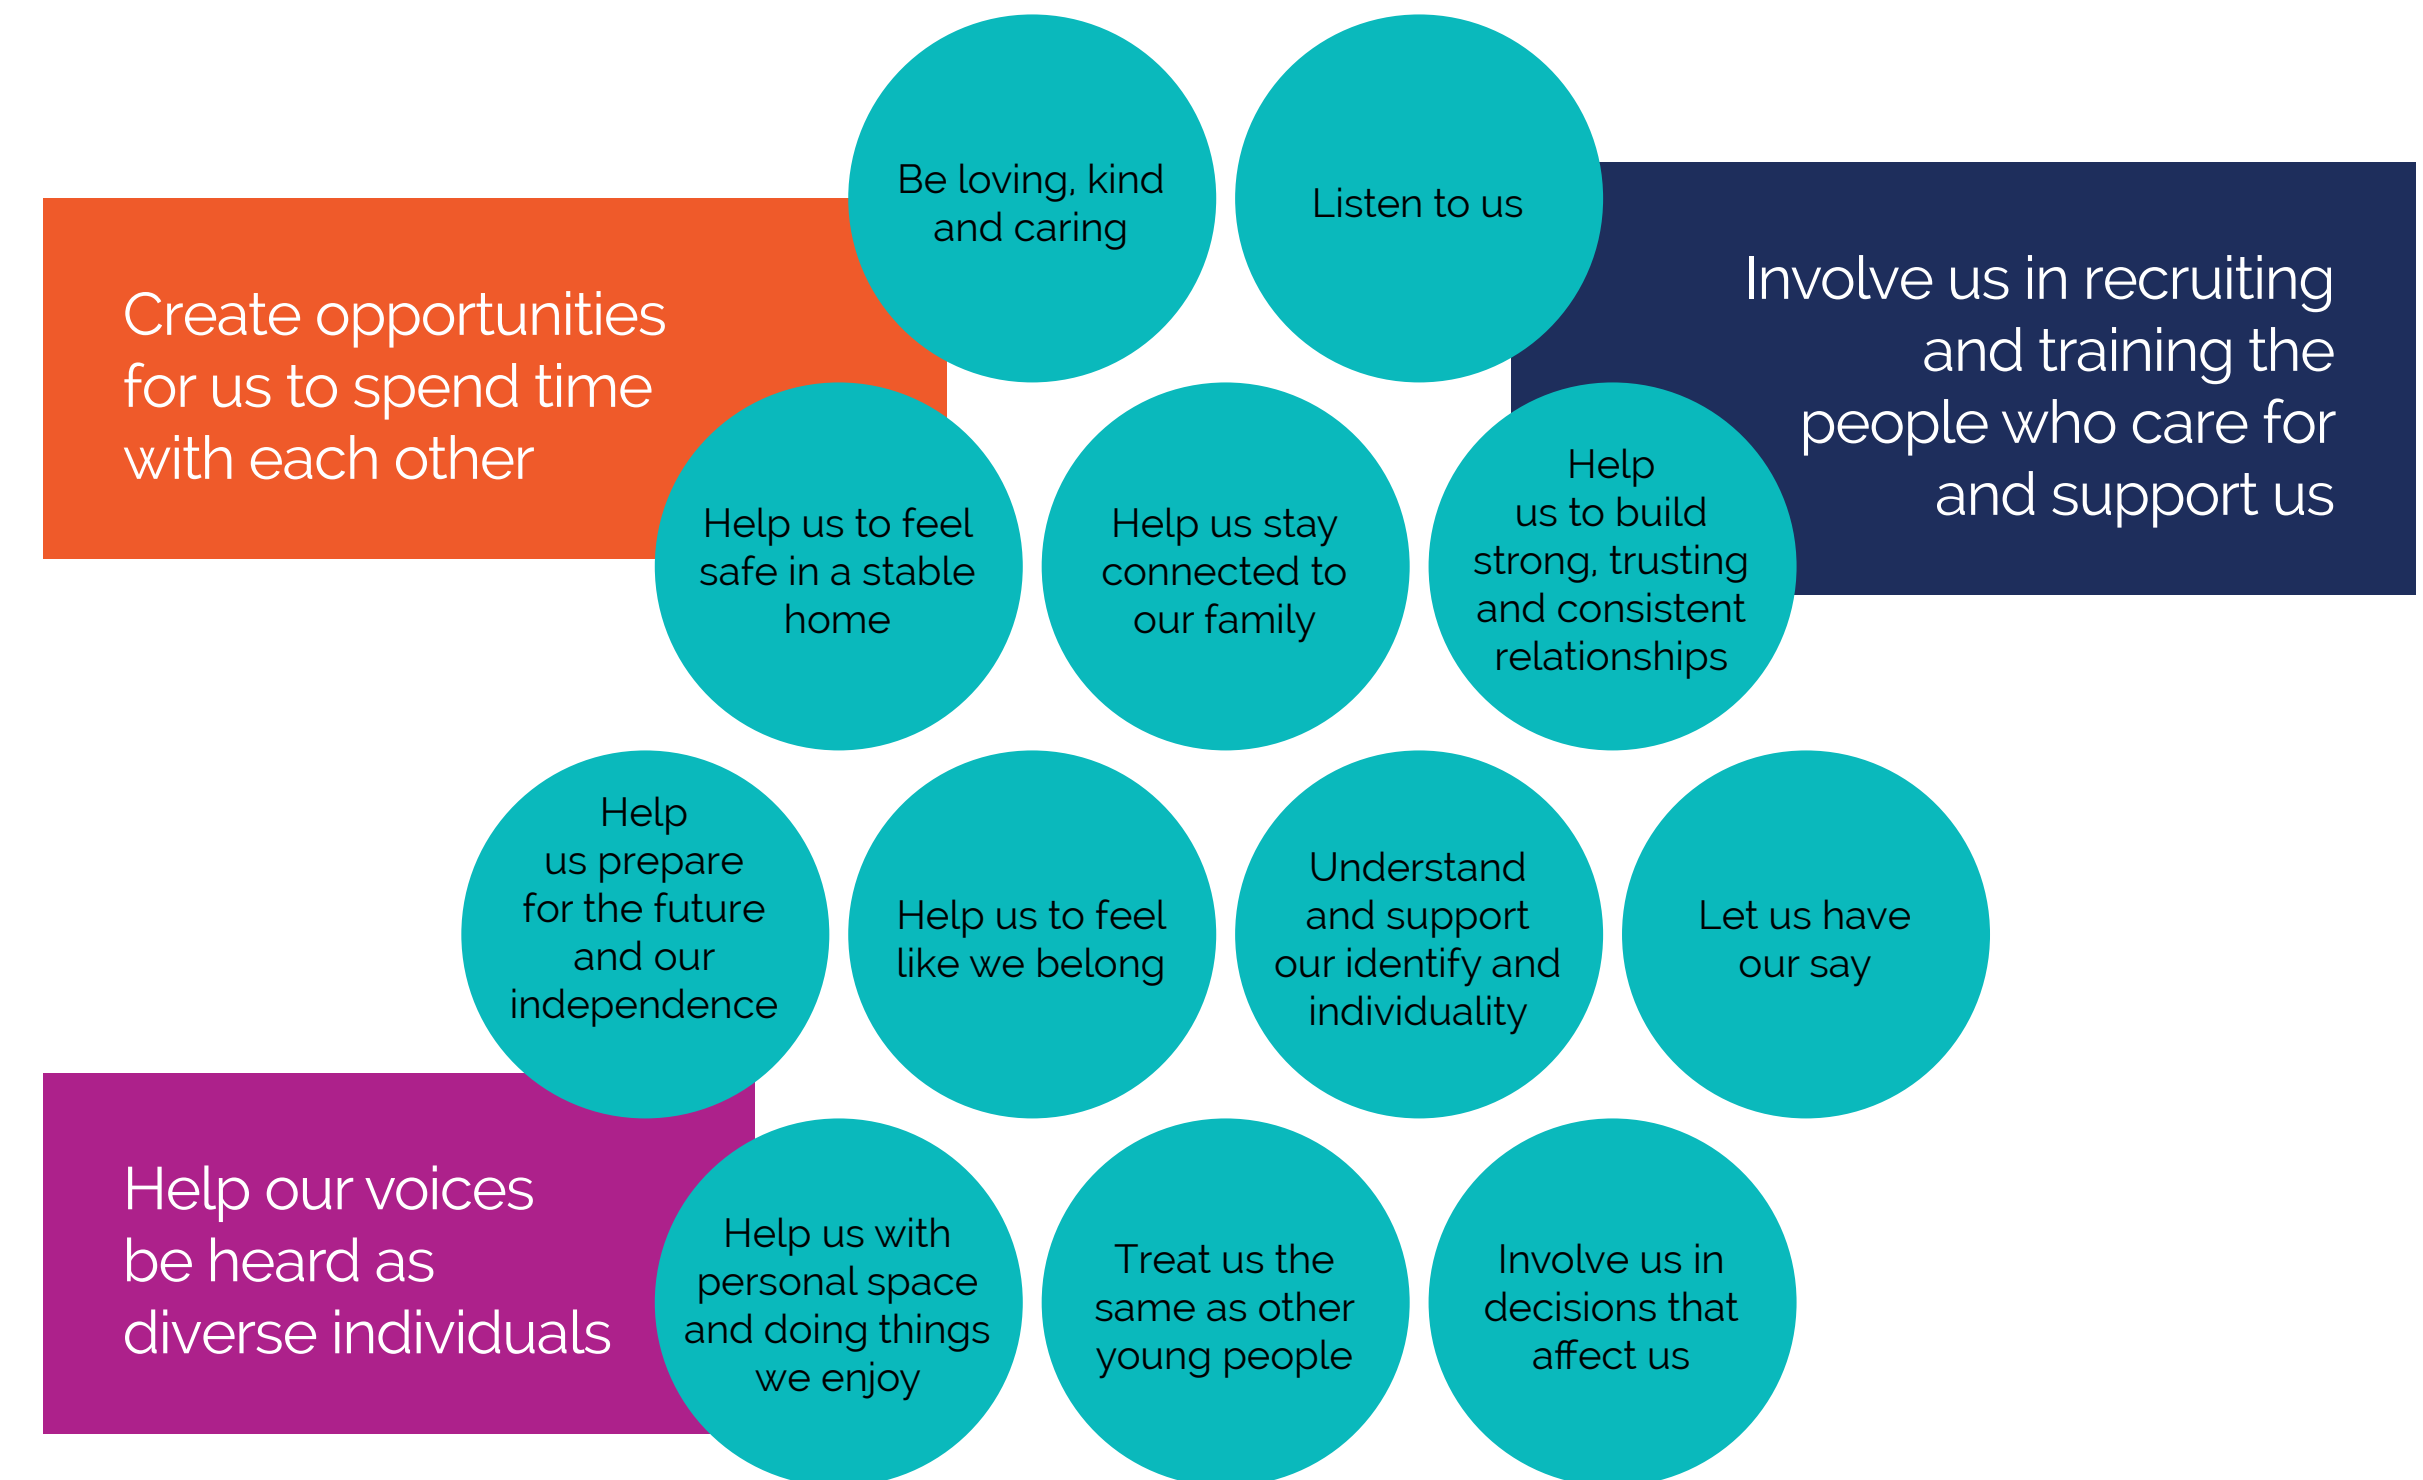 Be loving, kind
and caring
Listen to us
Create opportunities
for us to spend time
with each other
Involve us in recruiting
and training the
people who care for
and support us
Help us to feel
safe in a stable
home
Help us stay
connected to
our family
Help
us to build
strong, trusting
and consistent
relationships
Help
us prepare
for the future
and our
independence
Help us to feel
like we belong
Understand
and support
our identify and
individuality
Let us have
our say
Help our voices
be heard as
diverse individuals
Help us with
personal space
and doing things
we enjoy
Treat us the
same as other
young people
Involve us in
decisions that
affect us